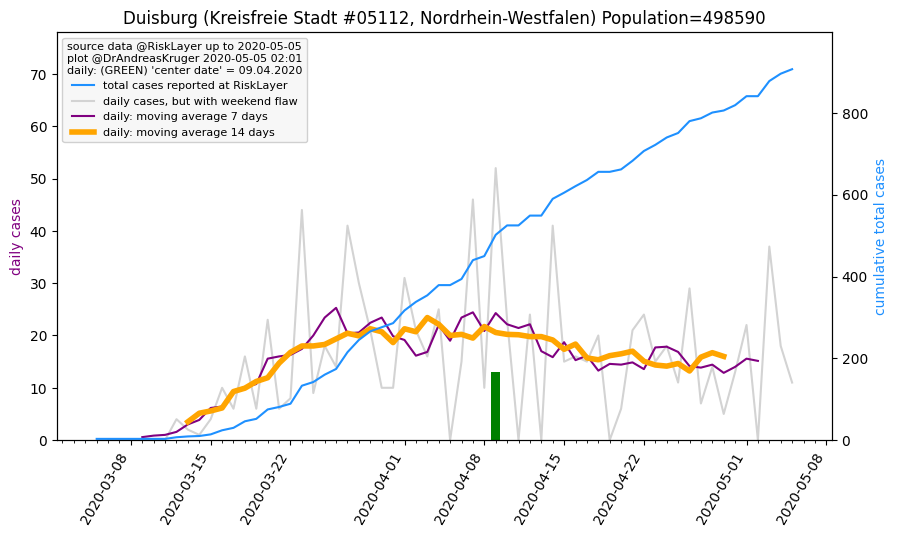 Duisburg (Kreisfreie Stadt #05112, Nordrhein-Westfalen) Population=498590
source data @RiskLayer up to 2020-05-05
plot @DrAndreasKruger 2020-05-05 02:01
daily: (GREEN) 'center date' = 09.04.2020
total cases reported at RiskLayer
daily cases, but with weekend flaw
daily: moving average 7 days
daily: moving average 14 days
daily cases
70
60
50
40
30
20
10
0
cumulative total cases
800
600
400
200
0
2020-03-08
2020-03-15
2020-03-22
2020-04-01
2020-04-08
2020-04-15
2020-04-22
2020-05-01
2020-05-08